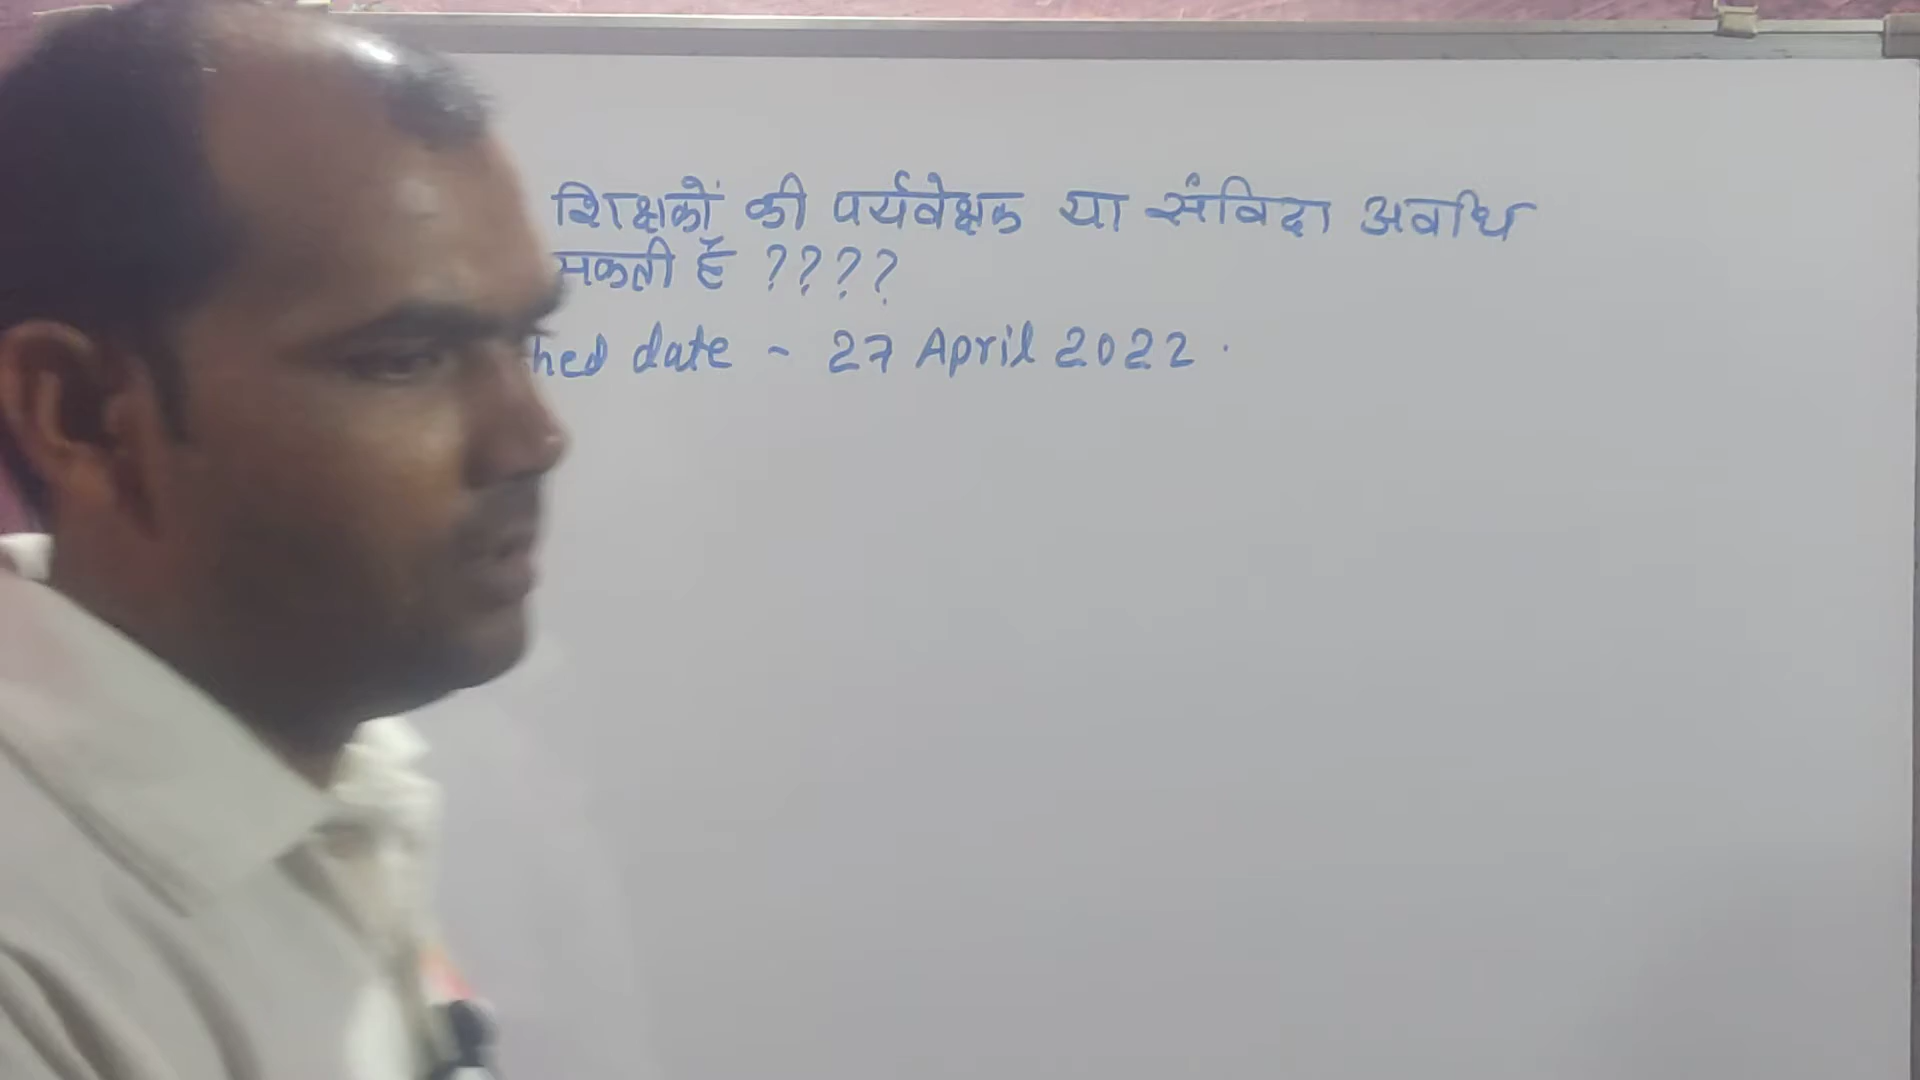 शिक्षकों की पर्यवेक्षक या संविदा अवधि
सकती है ????
hed date - 27 April 2022.